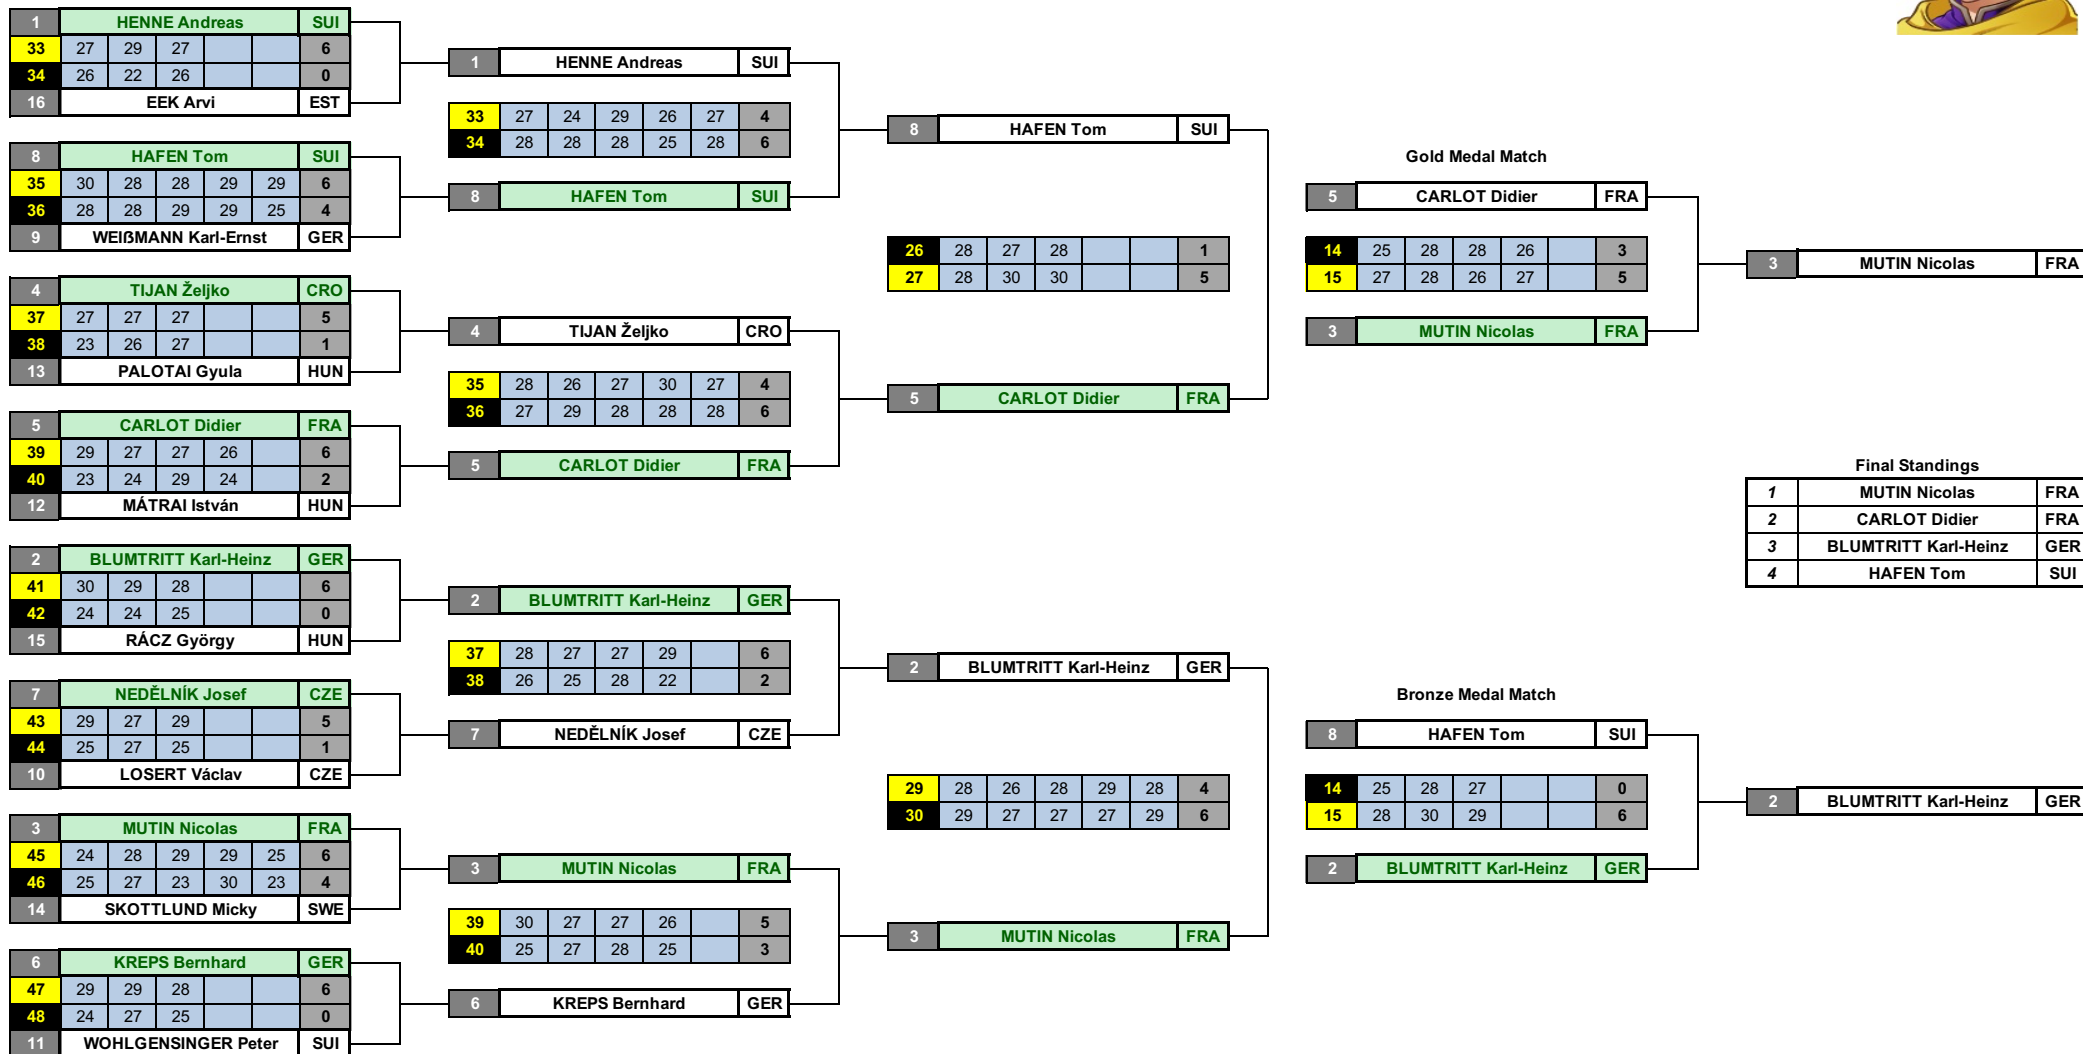 1 HENNE Andreas SUI
33 27 29 27 6
34 26 22 26 0
16 EEK Arvi EST
8 HAFEN Tom SUI
35 30 28 28 29 29 6
36 28 28 29 29 25 4
9 WEIßMANN Karl-Ernst GER
4 TIJAN Željko CRO
37 27 27 27 5
38 23 26 27 1
13 PALOTAI Gyula HUN
5 CARLOT Didier FRA
39 29 27 27 26 6
40 23 24 29 24 2
12 MÁTRAI István HUN
2 BLUMTRITT Karl-Heinz GER
41 30 29 28 6
42 24 24 25 0
15 RÁCZ György HUN
7 NEDĚLNÍK Josef CZE
43 29 27 29 5
44 25 27 25 1
10 LOSERT Václav CZE
3 MUTIN Nicolas FRA
45 24 28 29 29 25 6
46 25 27 23 30 23 4
14 SKOTTLUND Micky SWE
6 KREPS Bernhard GER
47 29 29 28 6
48 24 27 25 0
11 WOHLGENSINGER Peter SUI
1 HENNE Andreas SUI
33 27 24 29 26 27 4
34 28 28 28 25 28 6
8 HAFEN Tom SUI
4 TIJAN Željko CRO
35 28 26 27 30 27 4
36 27 29 28 28 28 6
5 CARLOT Didier FRA
2 BLUMTRITT Karl-Heinz GER
37 28 27 27 29 6
38 26 25 28 22 2
7 NEDĚLNÍK Josef CZE
3 MUTIN Nicolas FRA
39 30 27 27 26 5
40 25 27 28 25 3
6 KREPS Bernhard GER
8 HAFEN Tom SUI
26 28 27 28 1
27 28 30 30 5
5 CARLOT Didier FRA
2 BLUMTRITT Karl-Heinz GER
29 28 26 28 29 28 4
30 29 27 27 27 29 6
3 MUTIN Nicolas FRA
Gold Medal Match
5 CARLOT Didier FRA
14 25 28 28 26 3
15 27 28 26 27 5
3 MUTIN Nicolas FRA
Bronze Medal Match
8 HAFEN Tom SUI
14 25 28 27 0
15 28 30 29 6
2 BLUMTRITT Karl-Heinz GER
3 MUTIN Nicolas FRA
Final Standings
1 MUTIN Nicolas FRA
2 CARLOT Didier FRA
3 BLUMTRITT Karl-Heinz GER
4 HAFEN Tom SUI
2 BLUMTRITT Karl-Heinz GER